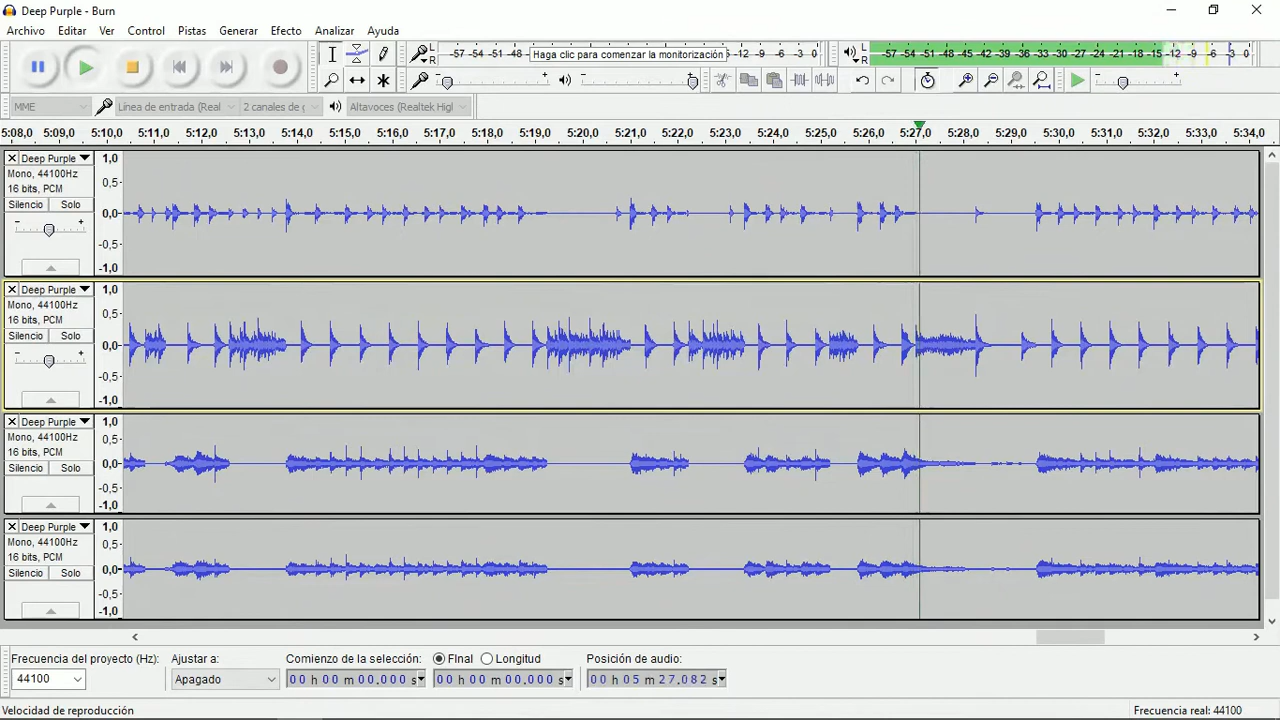 Deep Purple - Burn
Archivo Editar Ver Control Pistas Generar Efecto Analizar Ayuda
L R -57 -54 -51 -48 Haga clic para comenzar la monitorización -12 -9 -6 -3 0 L R -57 -54 -51 -48 -45 -42 -39 -36 -33 -30 -27 -24 -21 -18 -15 -12 -9 -6 -3 0
MME Línea de entrada (Real 2 canales de Altavoces (Realtek Higl
5:08,0 5:09,0 5:10,0 5:11,0 5:12,0 5:13,0 5:14,0 5:15,0 5:16,0 5:17,0 5:18,0 5:19,0 5:20,0 5:21,0 5:22,0 5:23,0 5:24,0 5:25,0 5:26,0 5:27,0 5:28,0 5:29,0 5:30,0 5:31,0 5:32,0 5:33,0 5:34,0
Deep Purple 1,0
Mono, 44100Hz
16 bits, PCM 0,5
Silencio Solo 0,0
- +
-0,5
-1,0
Deep Purple 1,0
Mono, 44100Hz
16 bits, PCM 0,5
Silencio Solo 0,0
- +
-0,5
-1,0
Deep Purple 1,0
Mono, 44100Hz 0,5
16 bits, PCM
Silencio Solo 0,0
-0,5
-1,0
Deep Purple 1,0
Mono, 44100Hz 0,5
16 bits, PCM
Silencio Solo 0,0
-0,5
-1,0
Frecuencia del proyecto (Hz): Ajustar a: Comienzo de la selección: FInal Longitud Posición de audio:
44100 Apagado 00 h 00 m 00.000 s 00 h 00 m 00.000 s 00 h 05 m 27.082 s
Velocidad de reproducción Frecuencia real: 44100